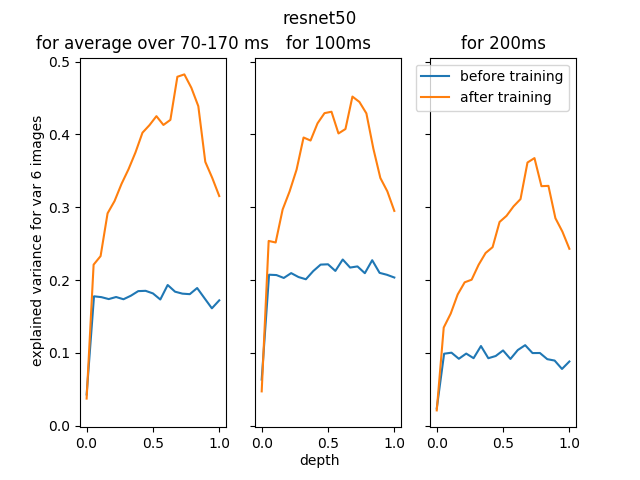 resnet50
for average over 70-170 ms
for 100ms
for 200ms
before training
after training
explained variance for var 6 images
0.5
0.4
0.3
0.2
0.1
0.0
0.0 0.5 1.0
0.0 0.5 1.0
0.0 0.5 1.0
depth